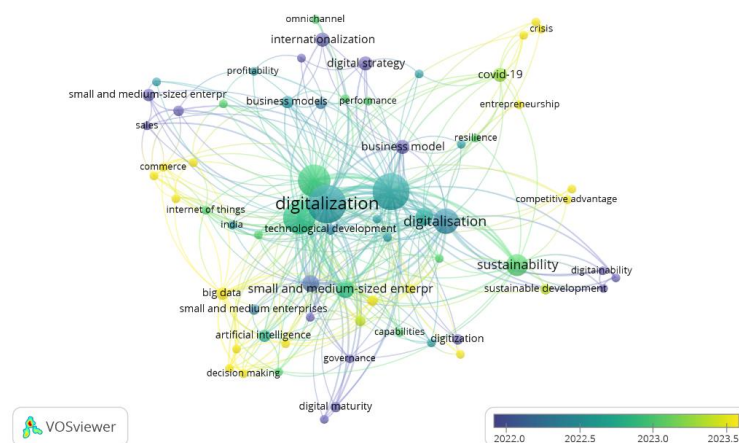 omnichannel
crisis
internationalization
digital strategy
covid-19
profitability
small and medium-sized enterpr
business models
performance
entrepreneurship
sales
resilience
business model
commerce
competitive advantage
digitalization
internet of things
india
technological development
digitalisation
sustainability
digitainability
small and medium-sized enterpr
sustainable development
big data
small and medium enterprises
artificial intelligence
capabilities
digitization
governance
decision making
digital maturity
VOSviewer
2022.0 2022.5 2023.0 2023.5